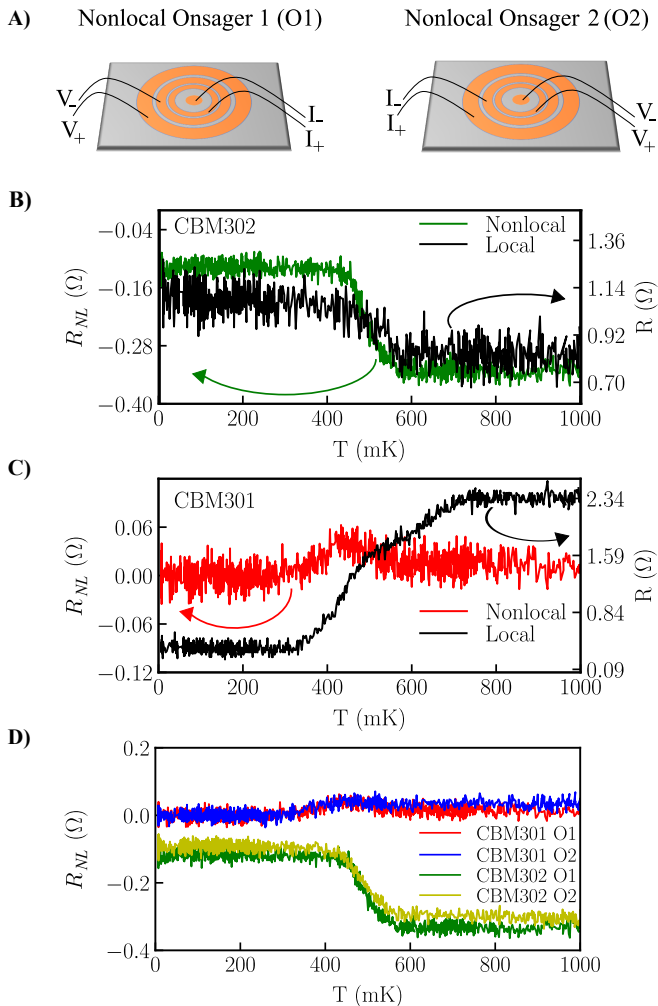 A)
Nonlocal Onsager 1 (O1)
Nonlocal Onsager 2 (O2)
V−
V+
I−
I+
I−
I+
V−
V+
B)
CBM302
Nonlocal
Local
−0.04
−0.16
−0.28
−0.40
R_NL (Ω)
1.36
1.14
0.92
0.70
R (Ω)
0 200 400 600 800 1000
T (mK)
C)
CBM301
0.06
0.00
−0.06
−0.12
R_NL (Ω)
2.34
1.59
0.84
0.09
R (Ω)
Nonlocal
Local
0 200 400 600 800 1000
T (mK)
D)
0.2
0.0
−0.2
−0.4
R_NL (Ω)
CBM301 O1
CBM301 O2
CBM302 O1
CBM302 O2
0 200 400 600 800 1000
T (mK)